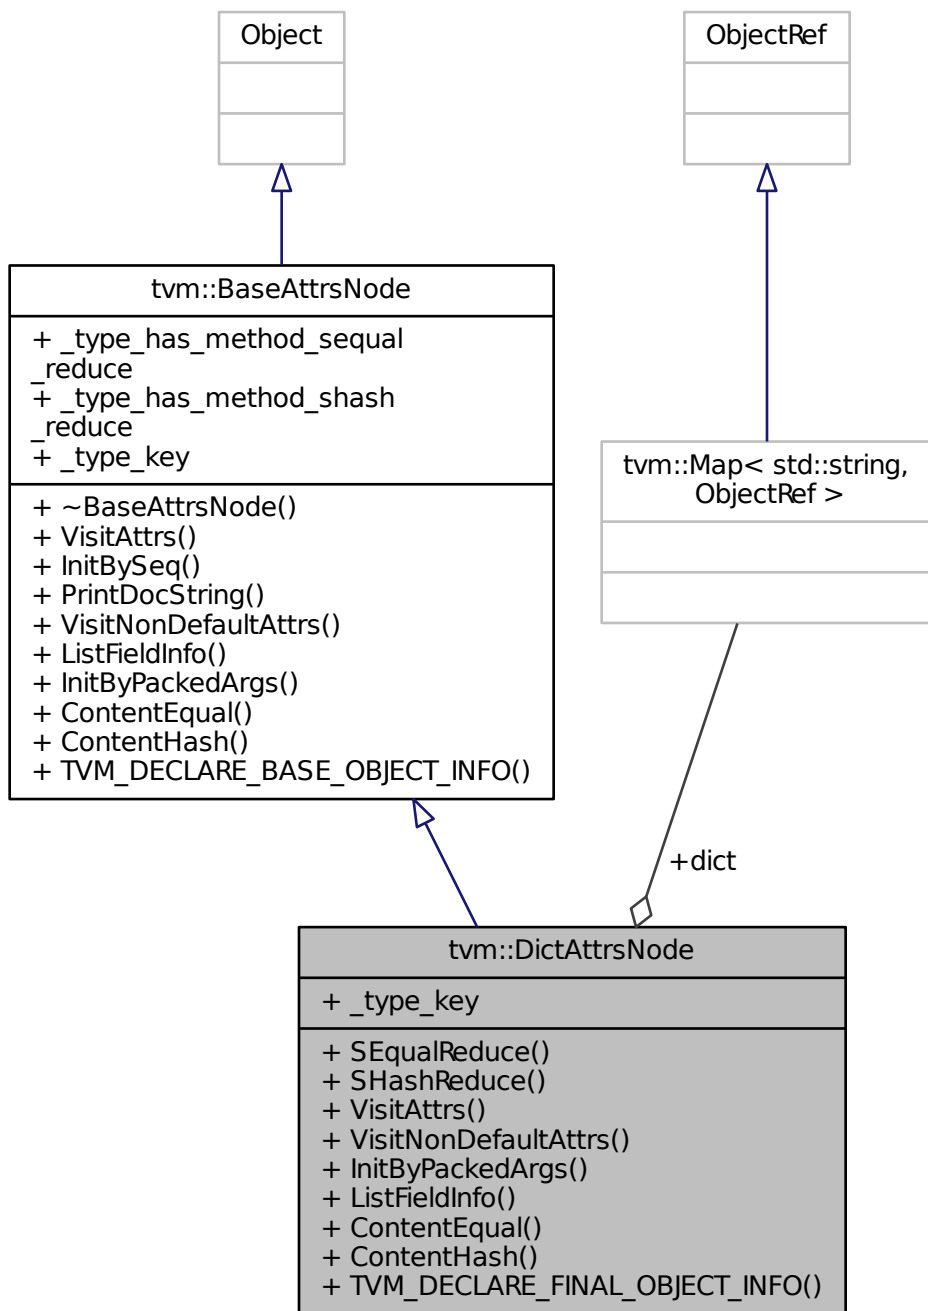 Object
ObjectRef
tvm::BaseAttrsNode
+ _type_has_method_sequal
_reduce
+ _type_has_method_shash
_reduce
+ _type_key
+ ~BaseAttrsNode()
+ VisitAttrs()
+ InitBySeq()
+ PrintDocString()
+ VisitNonDefaultAttrs()
+ ListFieldInfo()
+ InitByPackedArgs()
+ ContentEqual()
+ ContentHash()
+ TVM_DECLARE_BASE_OBJECT_INFO()
tvm::Map< std::string,
ObjectRef >
+dict
tvm::DictAttrsNode
+ _type_key
+ SEqualReduce()
+ SHashReduce()
+ VisitAttrs()
+ VisitNonDefaultAttrs()
+ InitByPackedArgs()
+ ListFieldInfo()
+ ContentEqual()
+ ContentHash()
+ TVM_DECLARE_FINAL_OBJECT_INFO()